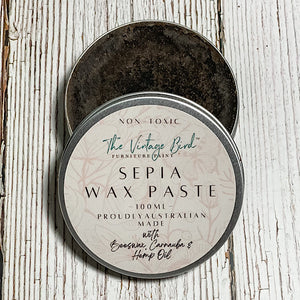 NON-TOXIC
"The Vintage Bird"
FURNITURE PAINT
SEPIA
WAX PASTE
~100ML~
PROUDLY AUSTRALIAN
MADE
with
Beeswax, Carnauba &
Hemp Oil